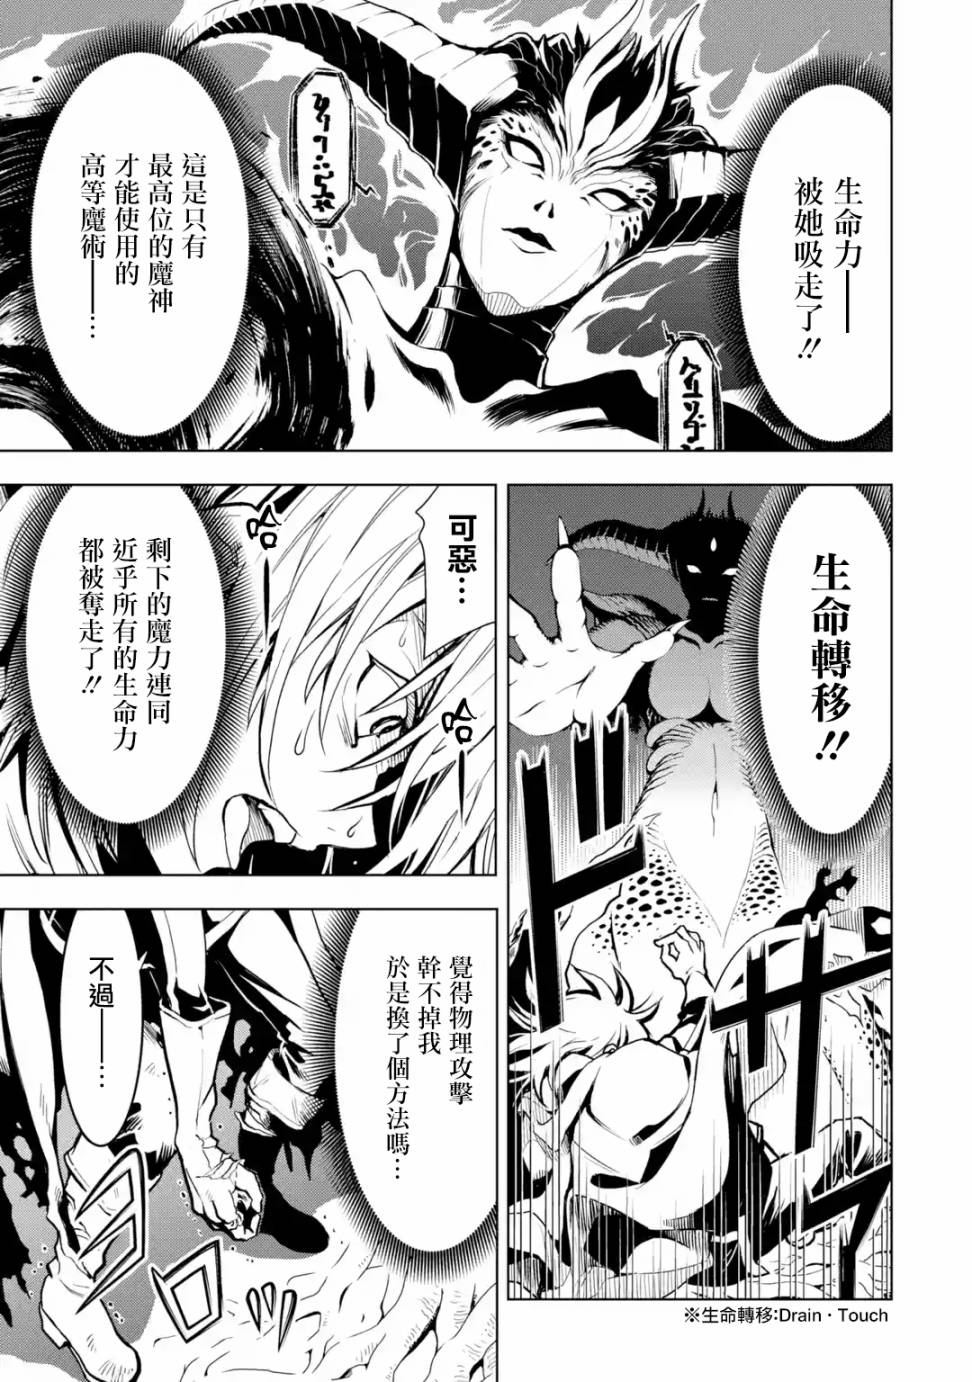 生命力——
被她吸走了!!
這是只有
最高位的魔神
才能使用的
高等魔術——…
生命轉移!!
ドドドド
※生命轉移:Drain・Touch
可惡…
哈
哈
剩下的魔力連同
近乎所有的生命力
都被奪走了!!
覺得物理攻擊
幹不掉我
於是換了個方法嗎…
不過——…